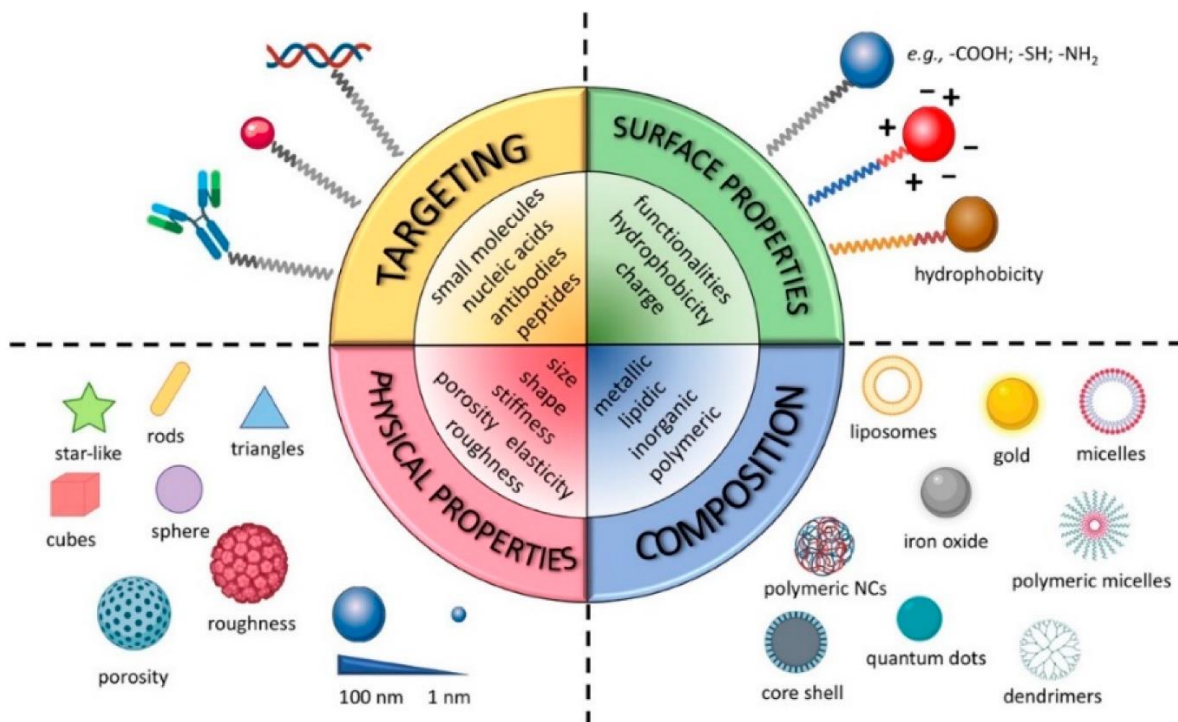 TARGETING
small molecules
nucleic acids
antibodies
peptides
SURFACE PROPERTIES
functionalities
hydrophobicity
charge
e.g., -COOH; -SH; -NH₂
+
-
+
-
+
-
hydrophobicity
PHYSICAL PROPERTIES
size
shape
stiffness
porosity elasticity
roughness
star-like
rods
triangles
cubes
sphere
roughness
porosity
100 nm 1 nm
COMPOSITION
metallic
lipidic
inorganic
polymeric
liposomes
gold
micelles
iron oxide
polymeric NCs
polymeric micelles
core shell
quantum dots
dendrimers